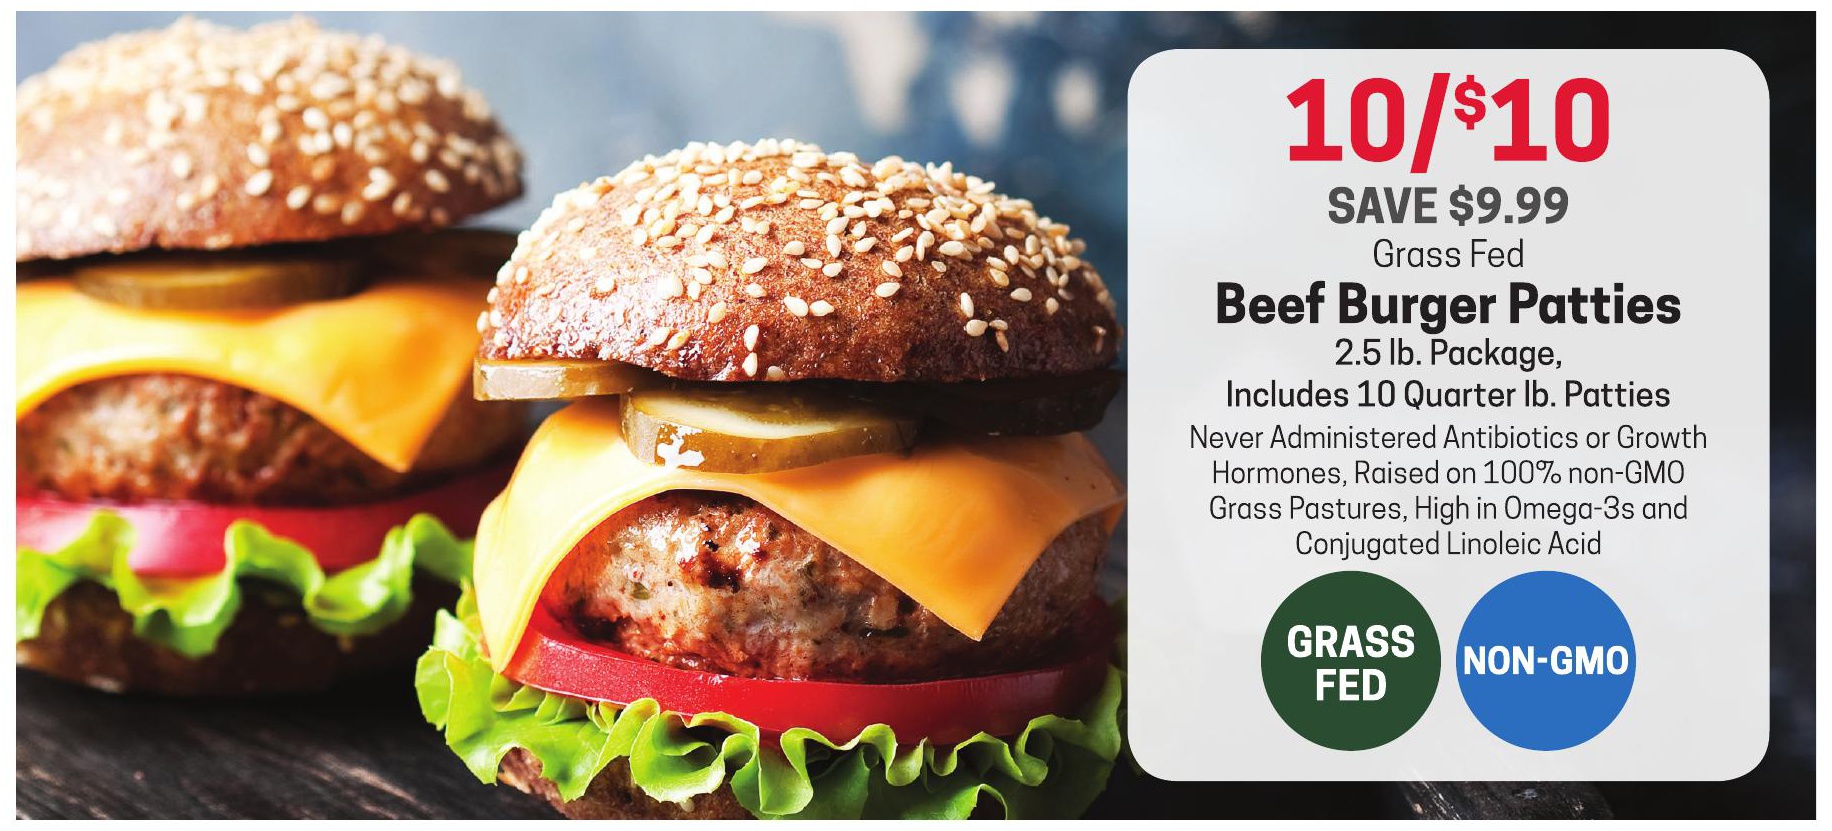 10/$10
SAVE $9.99
Grass Fed
Beef Burger Patties
2.5 lb. Package,
Includes 10 Quarter lb. Patties
Never Administered Antibiotics or Growth
Hormones, Raised on 100% non-GMO
Grass Pastures, High in Omega-3s and
Conjugated Linoleic Acid
GRASS
FED
NON-GMO